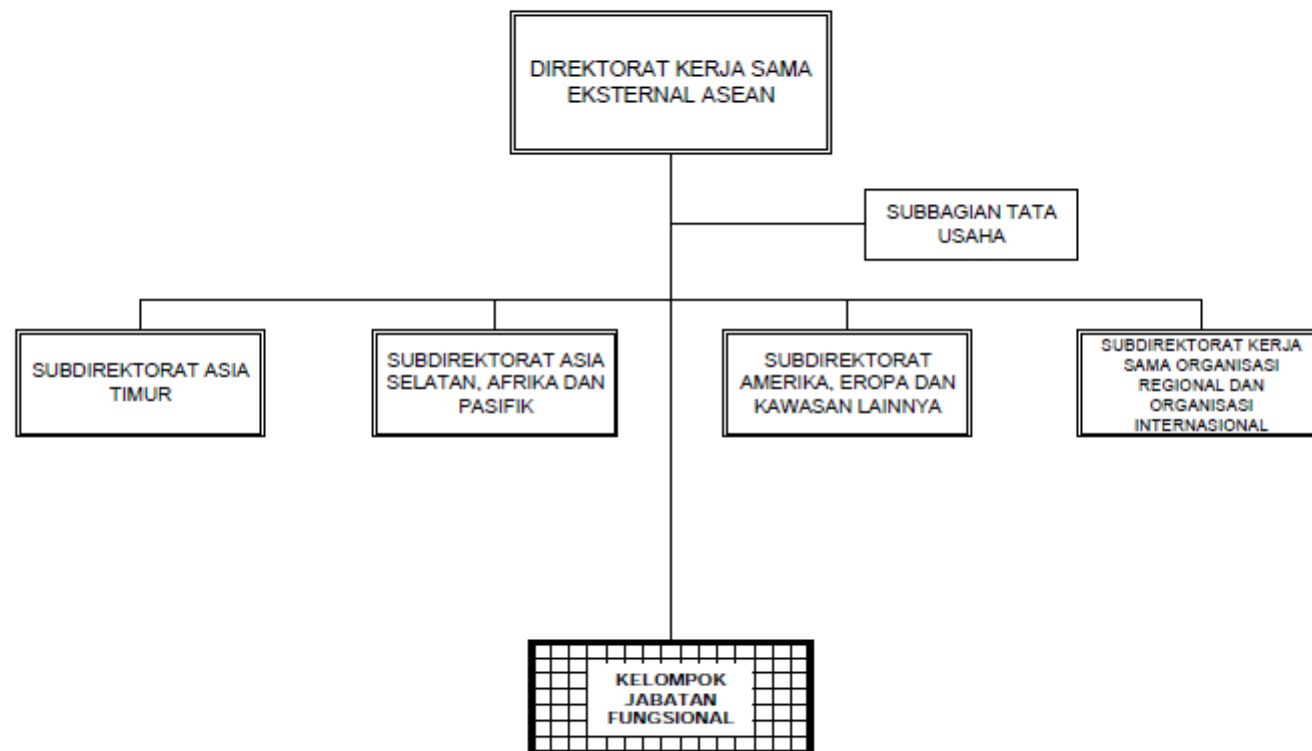 DIREKTORAT KERJA SAMA
EKSTERNAL ASEAN
SUBBAGIAN TATA
USAHA
SUBDIREKTORAT ASIA
TIMUR
SUBDIREKTORAT ASIA
SELATAN, AFRIKA DAN
PASIFIK
SUBDIREKTORAT
AMERIKA, EROPA DAN
KAWASAN LAINNYA
SUBDIREKTORAT KERJA
SAMA ORGANISASI
REGIONAL DAN
ORGANISASI
INTERNASIONAL
KELOMPOK
JABATAN
FUNGSIONAL